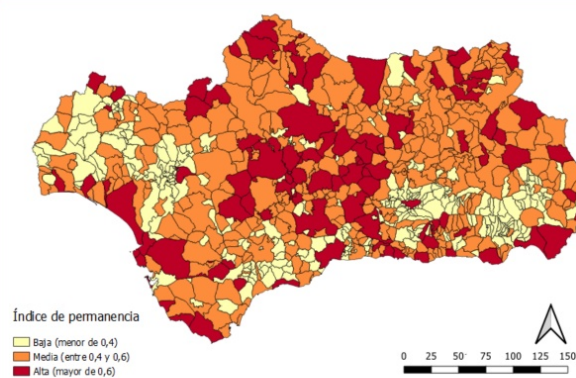 Índice de permanencia
Baja (menor de 0,4)
Media (entre 0,4 y 0,6)
Alta (mayor de 0,6)
0 25 50 75 100 125 150